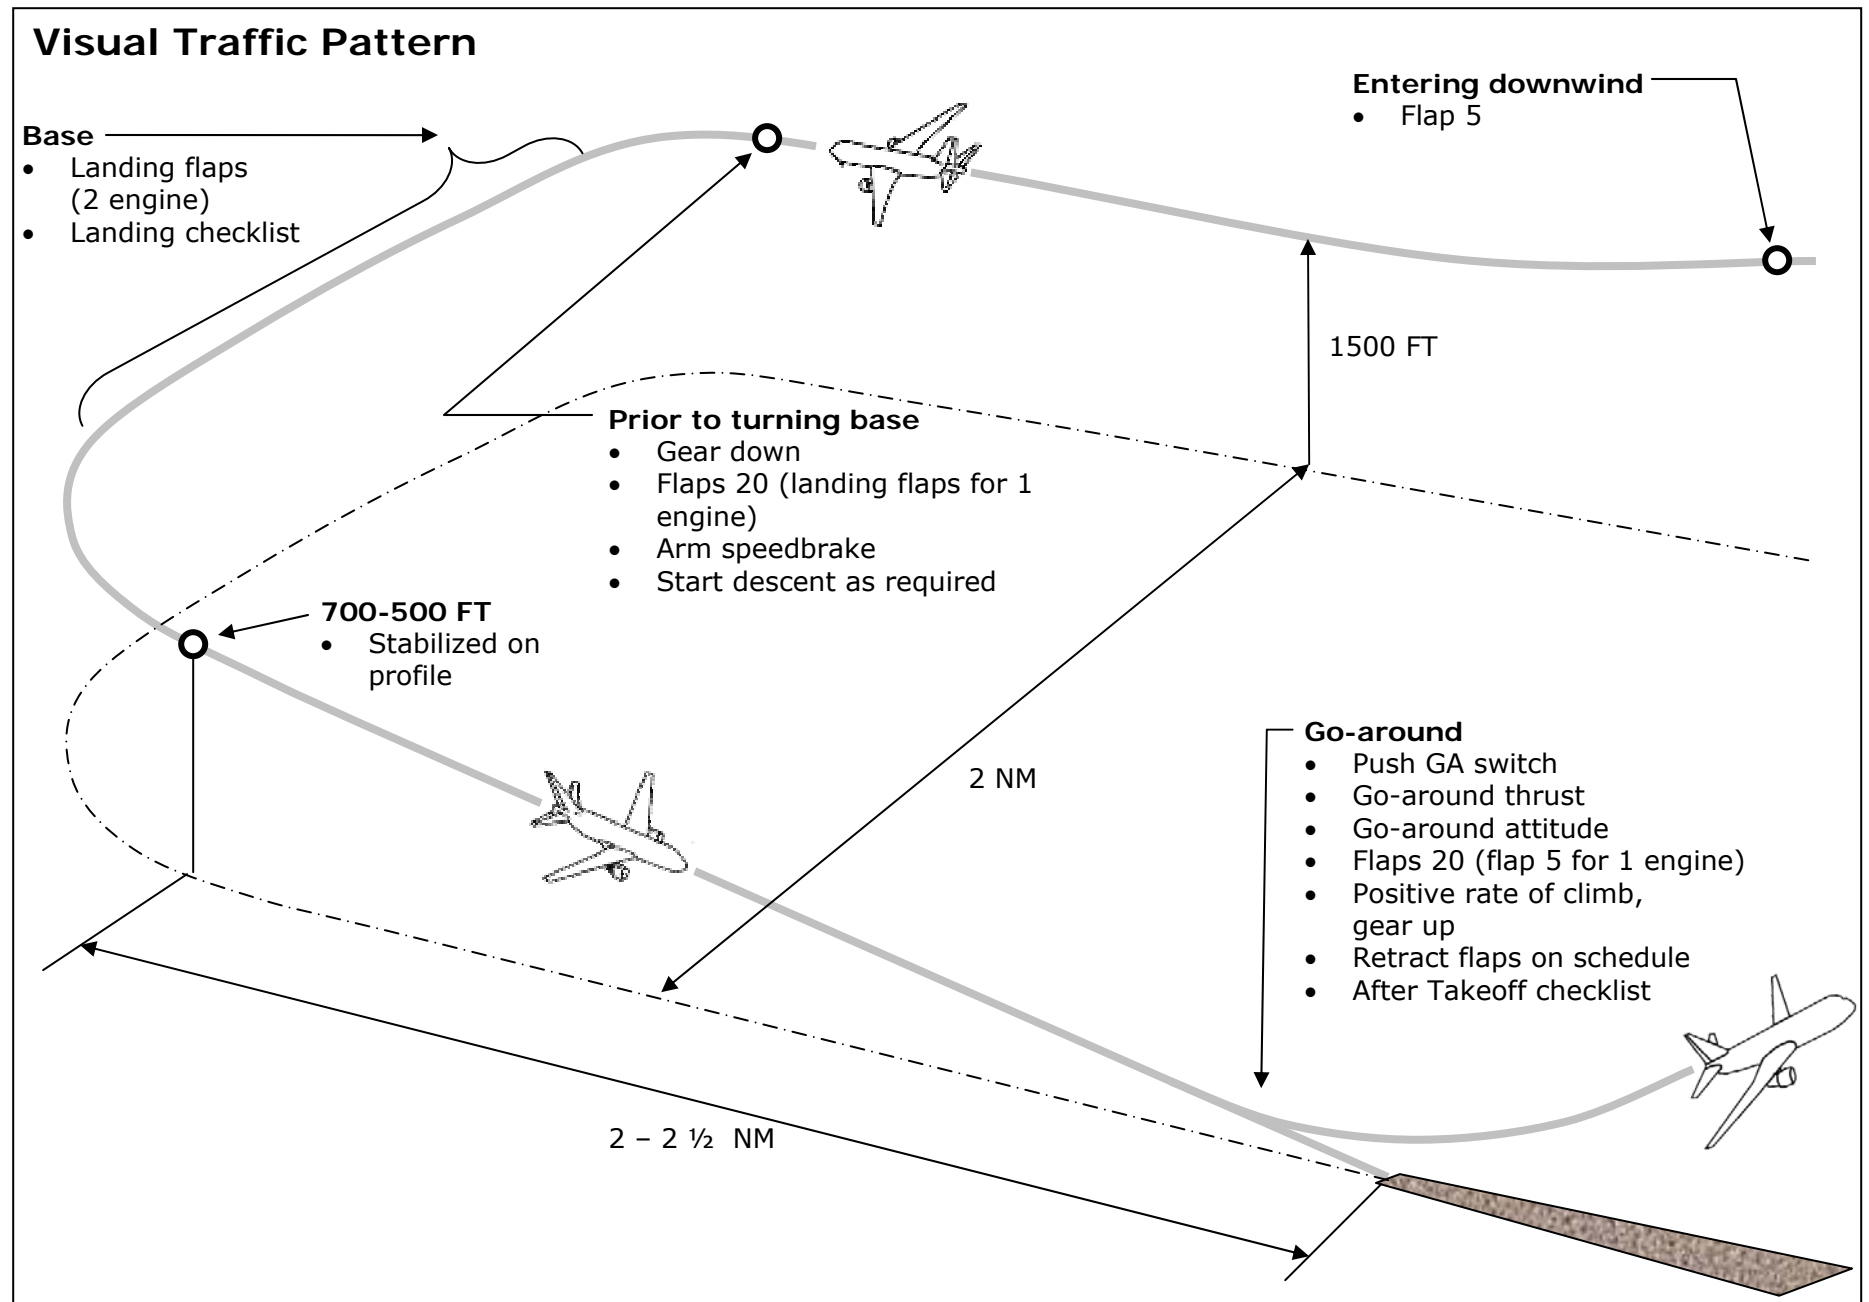 Visual Traffic Pattern
Entering downwind
• Flap 5
Base
• Landing flaps
(2 engine)
• Landing checklist
1500 FT
Prior to turning base
• Gear down
• Flaps 20 (landing flaps for 1
engine)
• Arm speedbrake
• Start descent as required
700-500 FT
• Stabilized on
profile
2 NM
Go-around
• Push GA switch
• Go-around thrust
• Go-around attitude
• Flaps 20 (flap 5 for 1 engine)
• Positive rate of climb,
gear up
• Retract flaps on schedule
• After Takeoff checklist
2 – 2 ½ NM